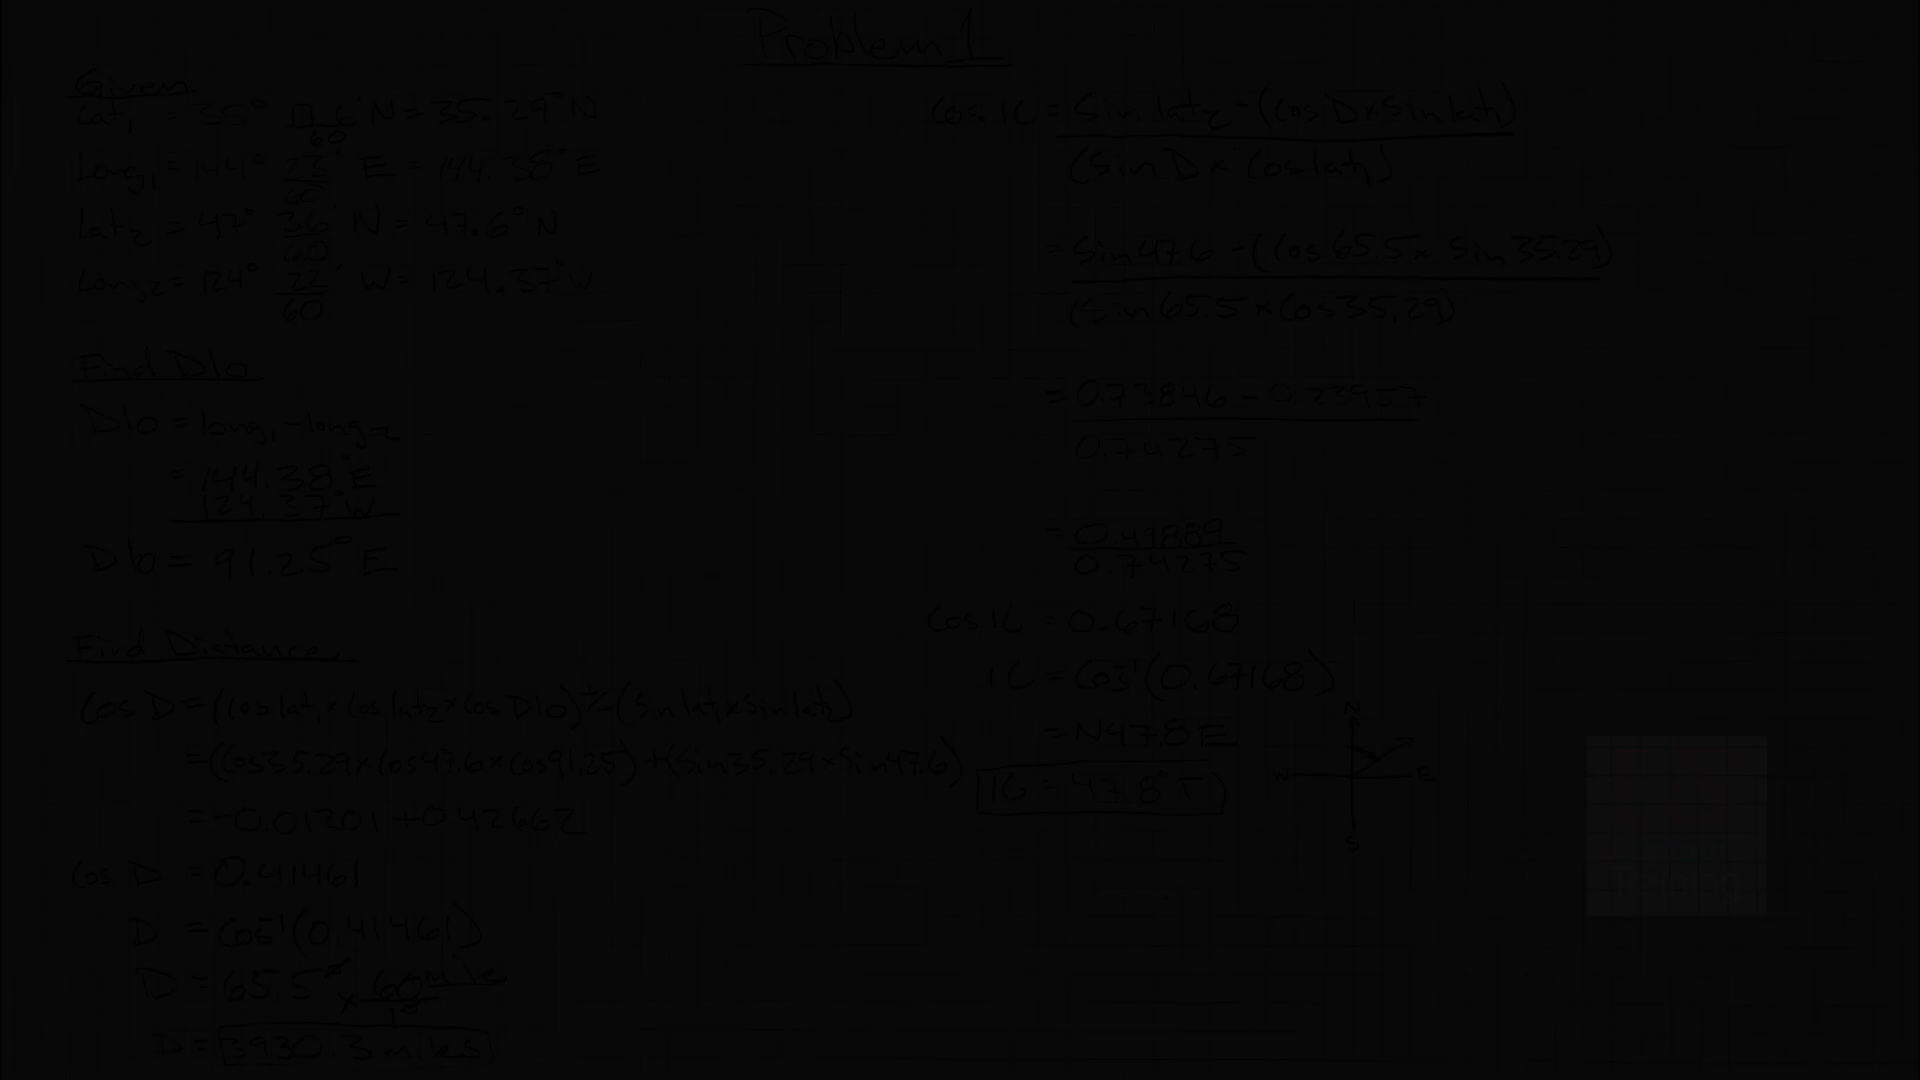 Problem 1
Given
Lat₁ = 35° N = 35.29° N
60
Long₁ = 144° 23' E = 144.38° E
60
Lat₂ = 47° 36' N = 47.6° N
60
Long₂ = 124° 22' W = 124.37° W
60
Find Dlo
Dlo = long₁ - long₂
= 144.38° E
124.37° W
Dlo = 91.25° E
Find Distance
Cos D = (Cos lat₁ x Cos lat₂ x Cos Dlo) ± (Sin lat₁ x Sin lat₂)
= (Cos35.29 x Cos47.6 x Cos91.25) + (Sin35.29 x Sin47.6)
= -0.01201 + 0.42662
Cos D = 0.41461
D = Cos⁻¹(0.41461)
D = 65.5° x 60 mile
1°
D = 3930.3 miles
Cos IC = Sin lat₂ - (Cos D x Sin lat₁)
(Sin D x Cos lat₁)
= Sin 47.6 - (Cos 65.5 x Sin 35.29)
(Sin 65.5 x Cos 35.29)
= 0.73846 - 0.23957
0.74275
= 0.49889
0.74275
Cos IC = 0.67168
IC = Cos⁻¹(0.67168)
= N47.8E
IC = 47.8° T
N
W E
S
Training